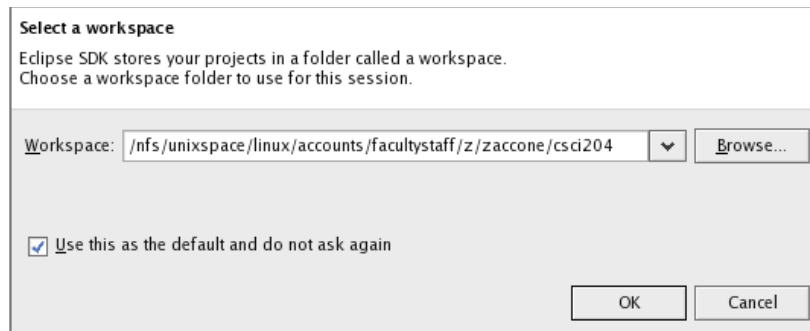 Select a workspace
Eclipse SDK stores your projects in a folder called a workspace.
Choose a workspace folder to use for this session.
Workspace: /nfs/unixspace/linux/accounts/facultystaff/z/zaccone/csci204 Browse...
Use this as the default and do not ask again
OK Cancel